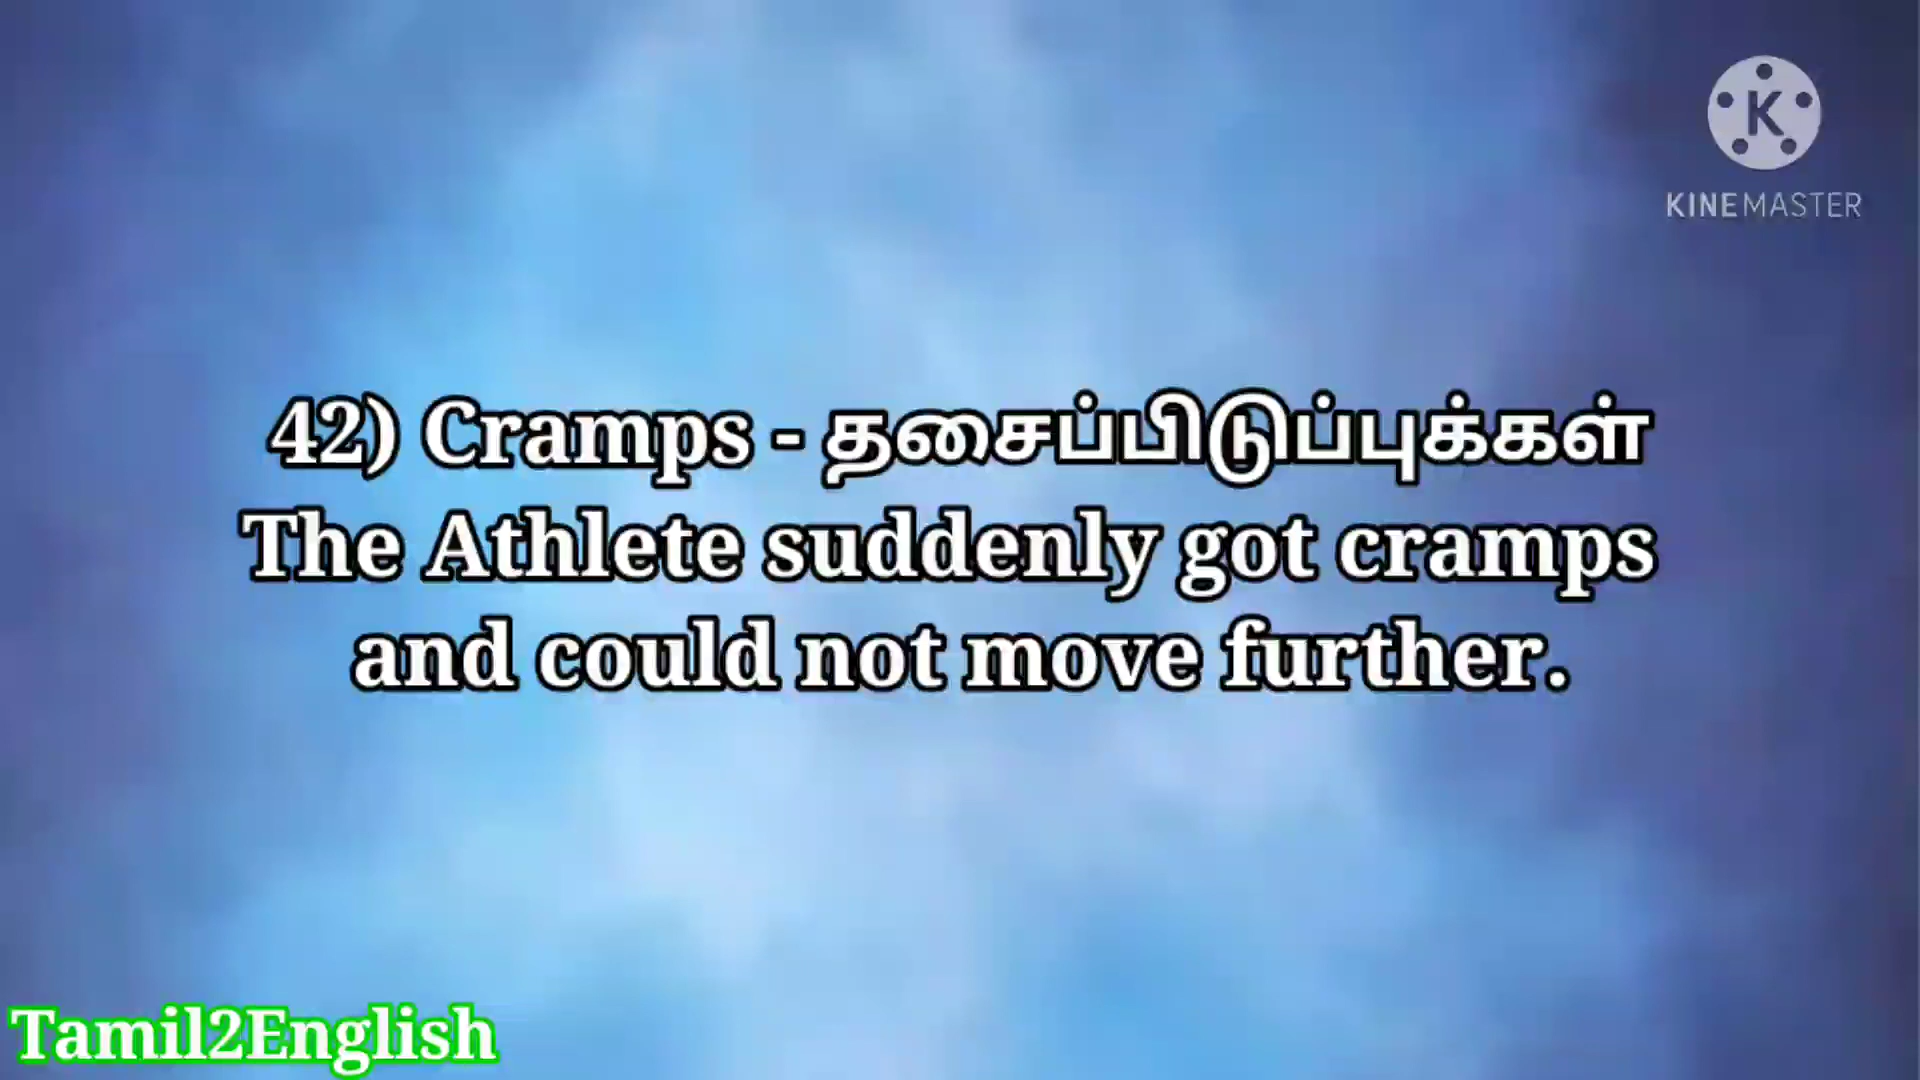 K
KINEMASTER
42) Cramps - தசைப்பிடுப்புக்கள்
The Athlete suddenly got cramps
and could not move further.
Tamil2English